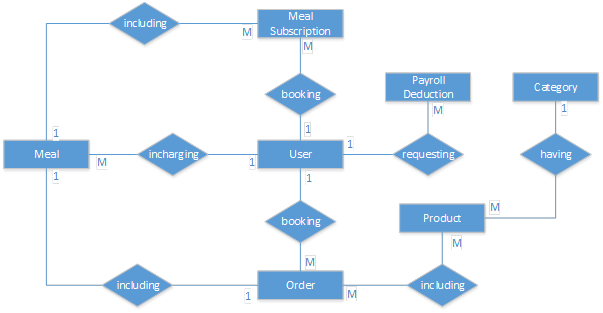 including
Meal
Subscription
M
M
booking
Payroll
Deduction
Category
M
1
1
1
1
Meal
incharging
User
requesting
having
M
1
1
1
booking
M
Product
M
M
including
Order
including
1
M